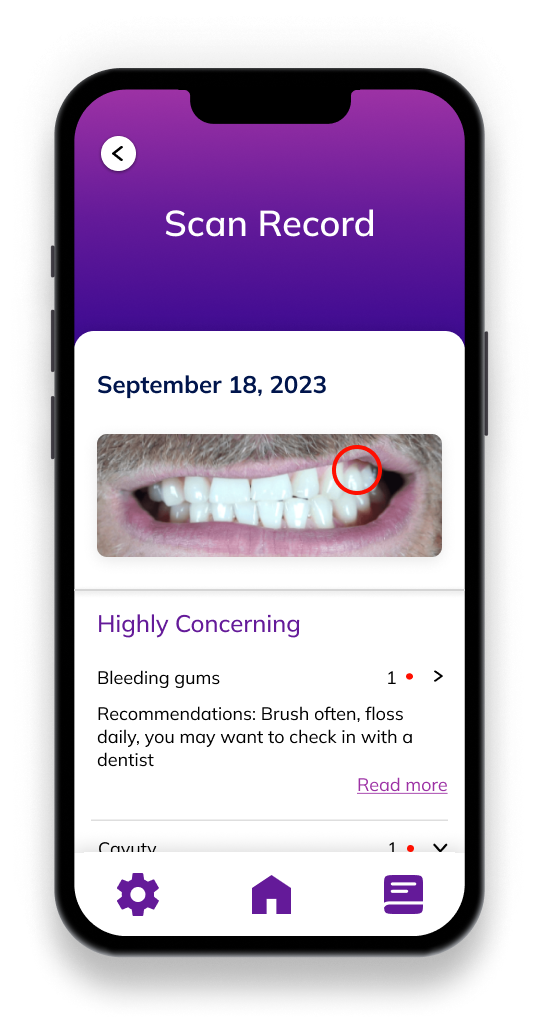 Scan Record
September 18, 2023
Highly Concerning
Bleeding gums 1
Recommendations: Brush often, floss
daily, you may want to check in with a
dentist
Read more
Cavuty 1